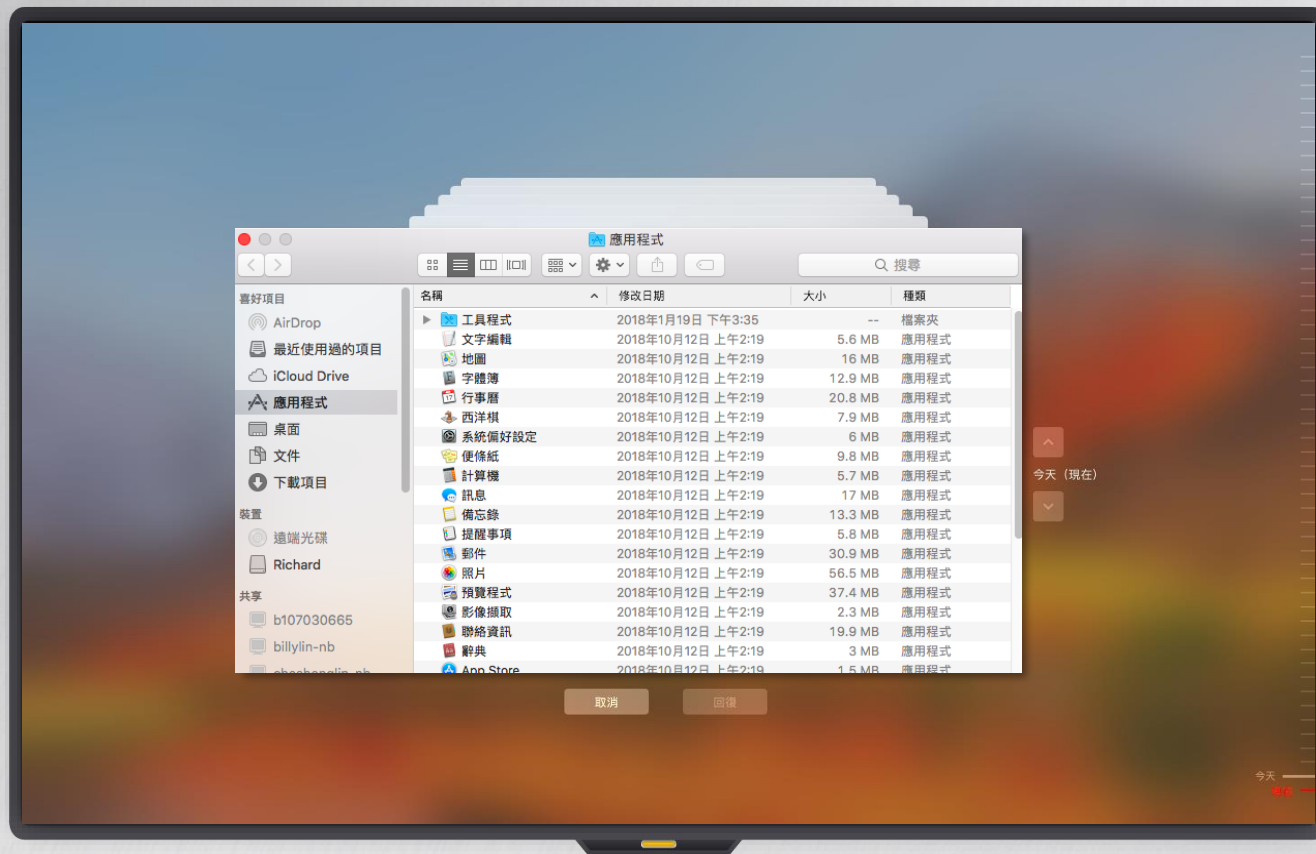 應用程式
搜尋
喜好項目
AirDrop
最近使用過的項目
iCloud Drive
應用程式
桌面
文件
下載項目
裝置
遠端光碟
Richard
共享
b107030665
billylin-nb
名稱 修改日期 大小 種類
工具程式 2018年1月19日 下午3:35 -- 檔案夾
文字編輯 2018年10月12日 上午2:19 5.6 MB 應用程式
地圖 2018年10月12日 上午2:19 16 MB 應用程式
字體簿 2018年10月12日 上午2:19 12.9 MB 應用程式
行事曆 2018年10月12日 上午2:19 20.8 MB 應用程式
西洋棋 2018年10月12日 上午2:19 7.9 MB 應用程式
系統偏好設定 2018年10月12日 上午2:19 6 MB 應用程式
便條紙 2018年10月12日 上午2:19 9.8 MB 應用程式
計算機 2018年10月12日 上午2:19 5.7 MB 應用程式
訊息 2018年10月12日 上午2:19 17 MB 應用程式
備忘錄 2018年10月12日 上午2:19 13.3 MB 應用程式
提醒事項 2018年10月12日 上午2:19 5.8 MB 應用程式
郵件 2018年10月12日 上午2:19 30.9 MB 應用程式
照片 2018年10月12日 上午2:19 56.5 MB 應用程式
預覽程式 2018年10月12日 上午2:19 37.4 MB 應用程式
影像擷取 2018年10月12日 上午2:19 2.3 MB 應用程式
聯絡資訊 2018年10月12日 上午2:19 19.9 MB 應用程式
辭典 2018年10月12日 上午2:19 3 MB 應用程式
App Store 2018年10月12日 上午2:19 1.5 MB 應用程式
今天（現在）
取消 回復
今天